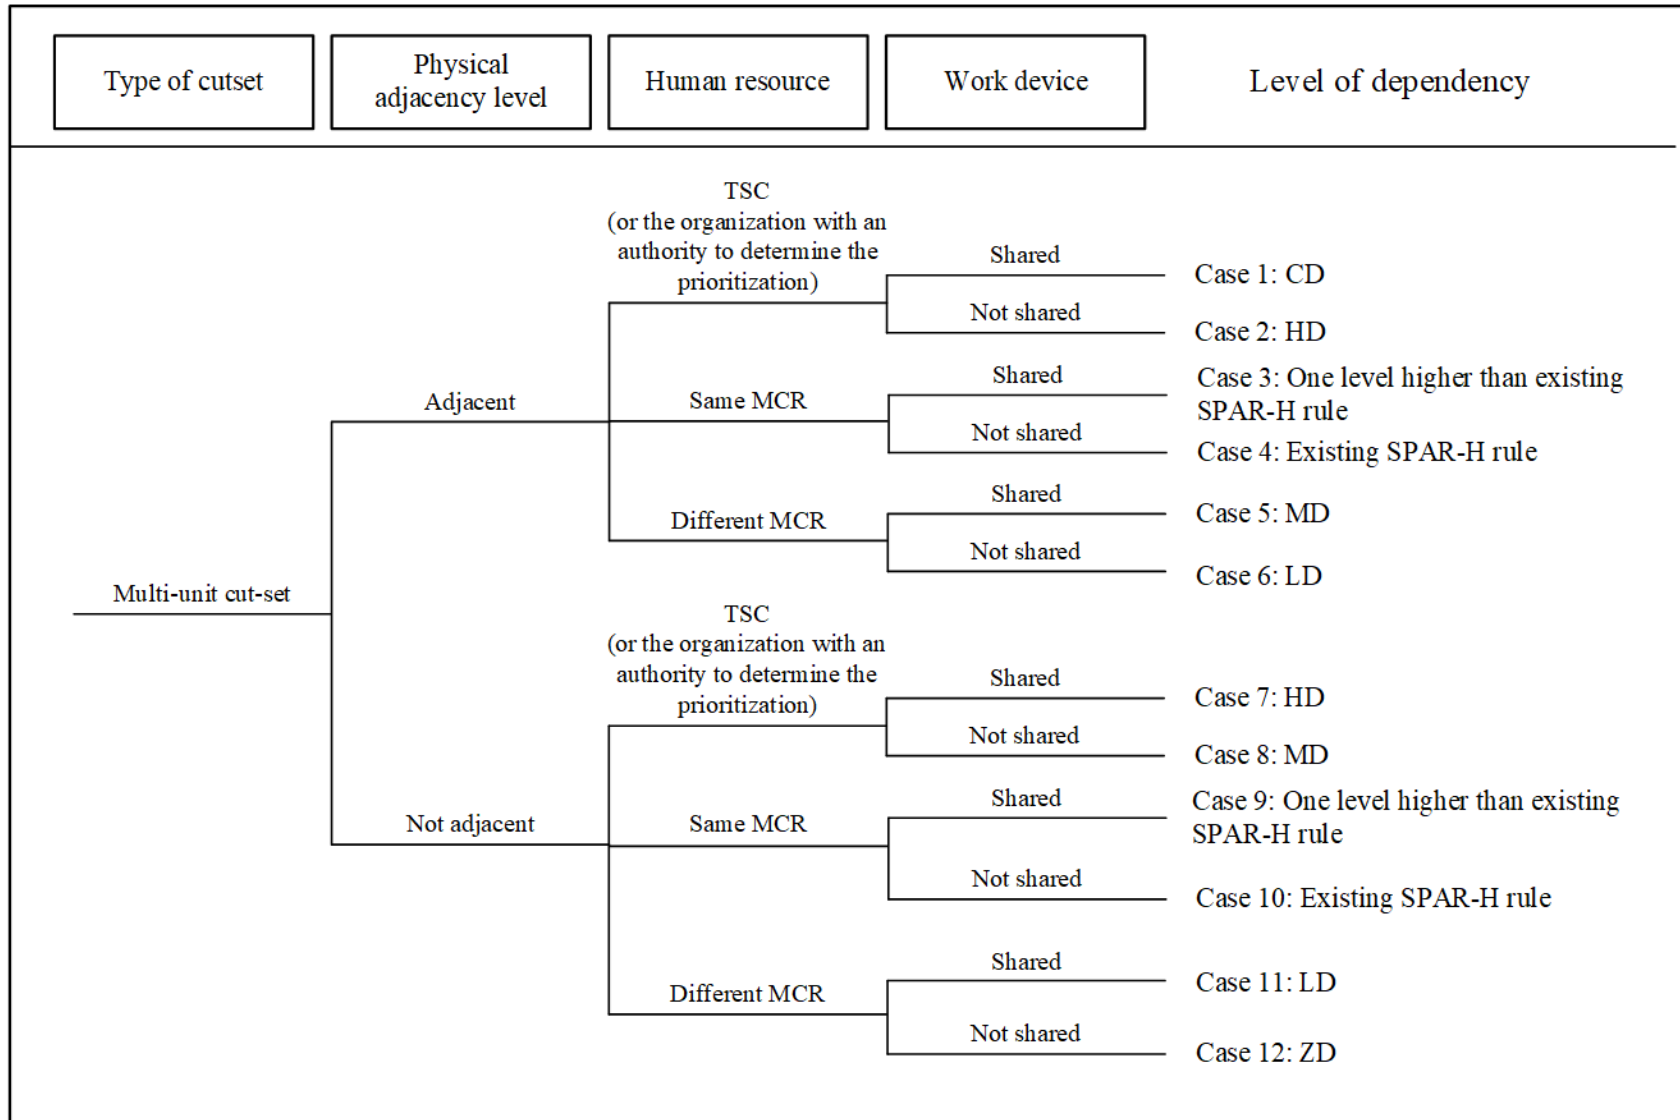 Type of cutset
Physical
adjacency level
Human resource
Work device
Level of dependency
TSC
(or the organization with an
authority to determine the
prioritization)
Shared
Case 1: CD
Not shared
Case 2: HD
Adjacent
Same MCR
Shared
Case 3: One level higher than existing
SPAR-H rule
Not shared
Case 4: Existing SPAR-H rule
Different MCR
Shared
Case 5: MD
Not shared
Case 6: LD
Multi-unit cut-set
TSC
(or the organization with an
authority to determine the
prioritization)
Shared
Case 7: HD
Not shared
Case 8: MD
Not adjacent
Same MCR
Shared
Case 9: One level higher than existing
SPAR-H rule
Not shared
Case 10: Existing SPAR-H rule
Different MCR
Shared
Case 11: LD
Not shared
Case 12: ZD